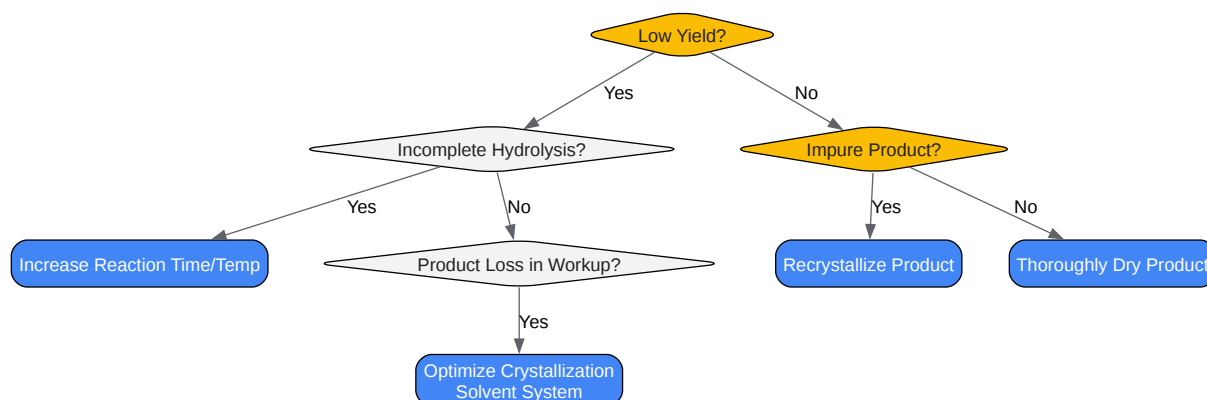 Low Yield?
Yes
No
Incomplete Hydrolysis?
Impure Product?
Yes
No
Yes
No
Increase Reaction Time/Temp
Product Loss in Workup?
Recrystallize Product
Thoroughly Dry Product
Yes
Optimize Crystallization
Solvent System